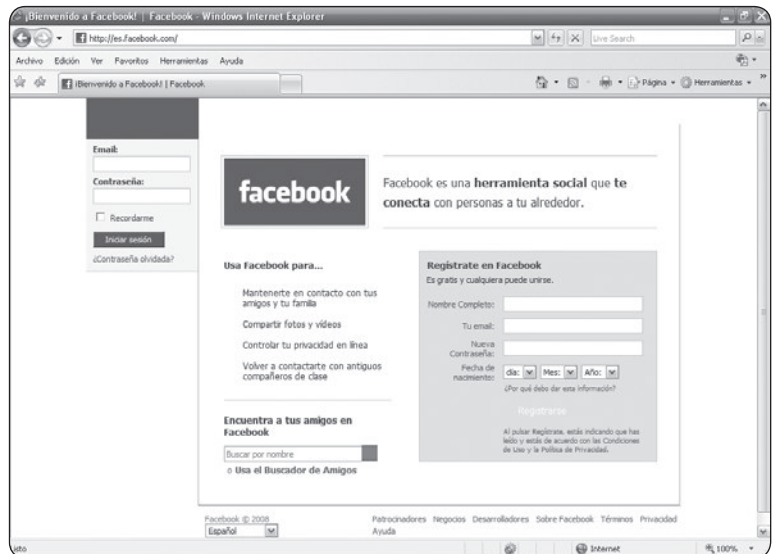 ¡Bienvenido a Facebook! | Facebook - Windows Internet Explorer
http://es.facebook.com/
Live Search
Archivo Edición Ver Favoritos Herramientas Ayuda
¡Bienvenido a Facebook! | Facebook
Página Herramientas
Email:
Contraseña:
Recordarme
Iniciar sesión
¿Contraseña olvidada?
facebook
Facebook es una herramienta social que te
conecta con personas a tu alrededor.
Usa Facebook para...
Mantenerte en contacto con tus
amigos y tu familia
Compartir fotos y vídeos
Controlar tu privacidad en línea
Volver a contactarte con antiguos
compañeros de clase
Encuentra a tus amigos en
Facebook
Buscar por nombre
Usa el Buscador de Amigos
Regístrate en Facebook
Es gratis y cualquiera puede unirse.
Nombre Completo:
Tu email:
Nueva
Contraseña:
Fecha de
nacimiento:
día: Mes: Año:
¿Por qué debo dar esta información?
Registrarse
Al pulsar Regístrate, estás indicando que has
leído y estás de acuerdo con las Condiciones
de Uso y la Política de Privacidad.
Facebook © 2008
Español
Patrocinadores Negocios Desarrolladores Sobre Facebook Términos Privacidad
Ayuda
Listo
Internet
100%